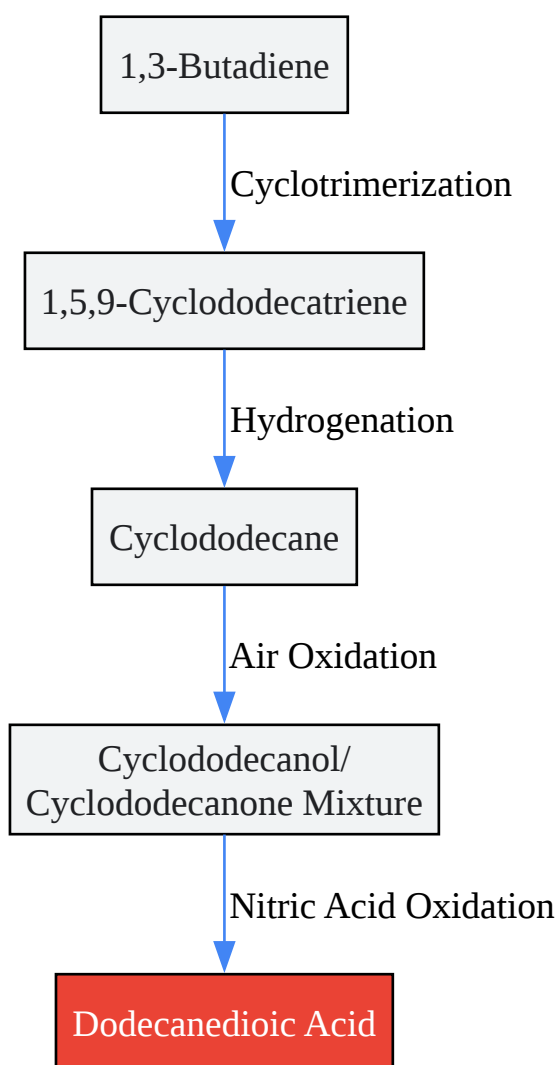 1,3-Butadiene
Cyclotrimerization
1,5,9-Cyclododecatriene
Hydrogenation
Cyclododecane
Air Oxidation
Cyclododecanol/
Cyclododecanone Mixture
Nitric Acid Oxidation
Dodecanedioic Acid